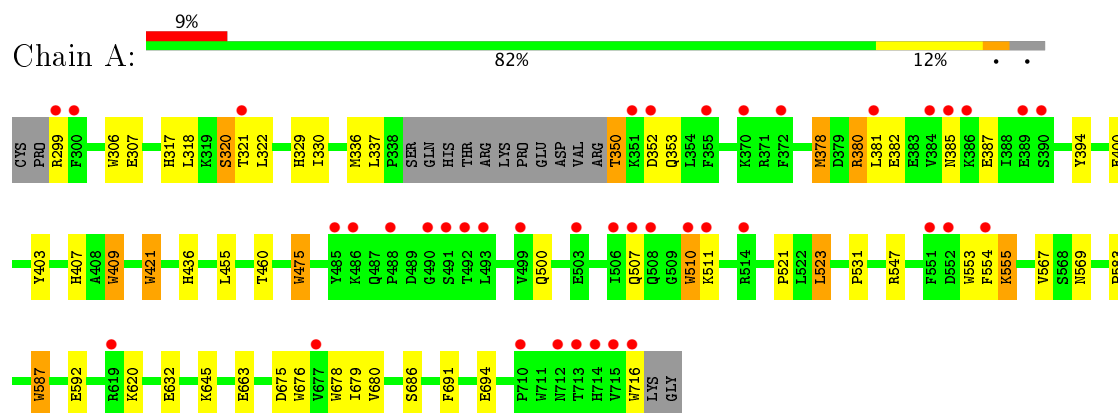 9%
Chain A:
82% 12% • •
CYS PRO R299 F300 W306 E307 H317 L318 K319 S320 T321 L322 H329 I330 M336 L337 P338 SER GLN HIS THR ARG LYS PRO GLU ASP VAL ARG T350 K351 D352 Q353 L354 F355 K370 R371 F372 M378 D379 R380 L381 E382 E383 V384 N385 K386 E387 I388 E389 S390 Y394
Y403 H407 A408 W409 W421 H436 L455 T460 W475 Y485 K486 Q487 P488 D489 G490 S491 T492 L493 V499 Q500 E503 I506 Q507 Q508 G509 W510 K511 R514 P521 L522 L523 P531 R547 F551 D552 W553 F554 K555 V567 S568 N569
W587 E592 R619 K620 E632 K645 E663 D675 W676 V677 W678 I679 V680 S686 F691 E694 P710 W711 N712 T713 H714 V715 W716 LYS GLY